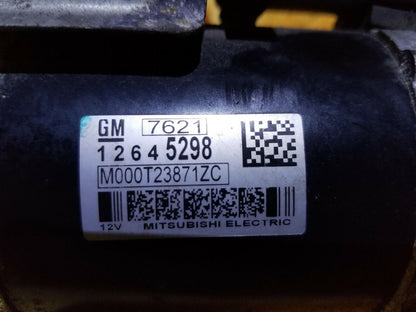 GM 7621
12645298
M000T23871ZC
12V MITSUBISHI ELECTRIC